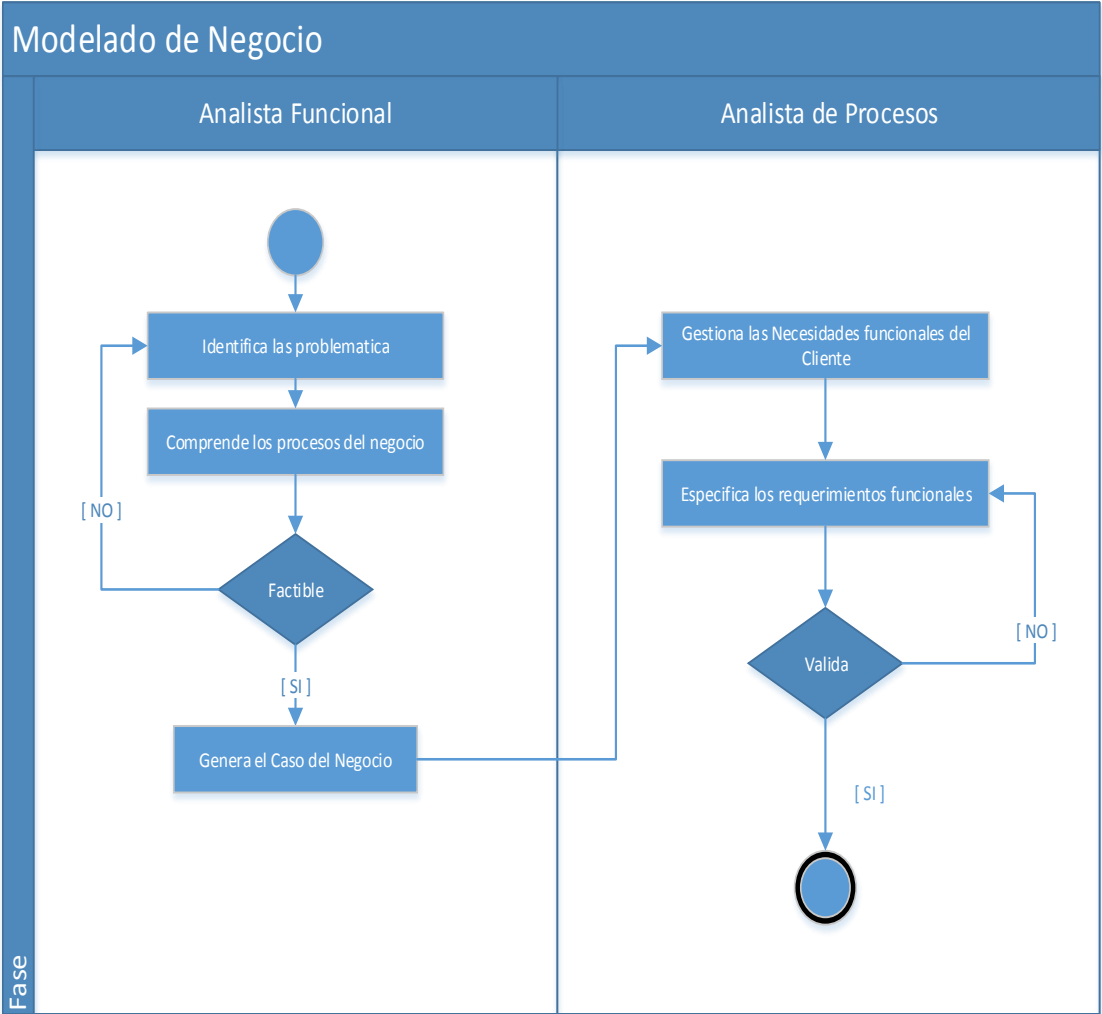 Modelado de Negocio
Analista Funcional
Analista de Procesos
Fase
Identifica las problematica
Comprende los procesos del negocio
[ NO ]
Factible
[ SI ]
Genera el Caso del Negocio
Gestiona las Necesidades funcionales del
Cliente
Especifica los requerimientos funcionales
[ NO ]
Valida
[ SI ]